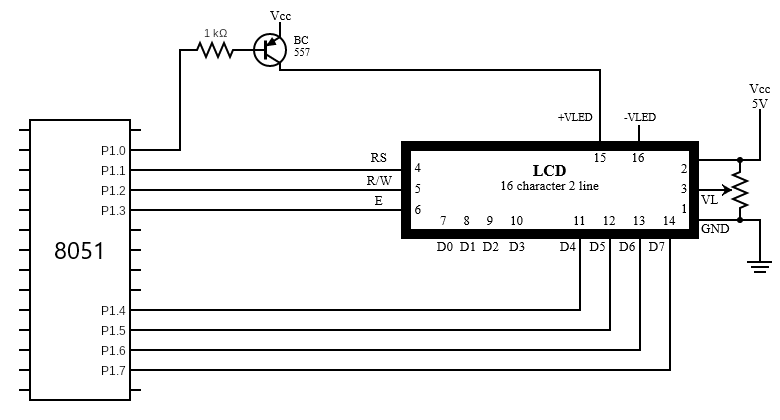 Vcc
1 kΩ
BC
557
Vcc
5V
+VLED
-VLED
P1.0
P1.1
P1.2
P1.3
8051
P1.4
P1.5
P1.6
P1.7
RS
R/W
E
4
5
6
15
16
LCD
16 character 2 line
2
3
1
VL
GND
7 8 9 10 11 12 13 14
D0 D1 D2 D3 D4 D5 D6 D7